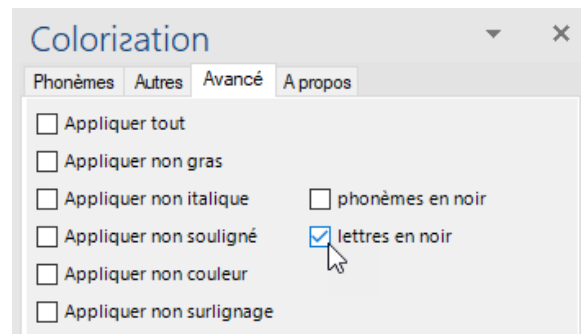 Colorization
Phonèmes Autres Avancé A propos
Appliquer tout
Appliquer non gras
Appliquer non italique phonèmes en noir
Appliquer non souligné lettres en noir
Appliquer non couleur
Appliquer non surlignage